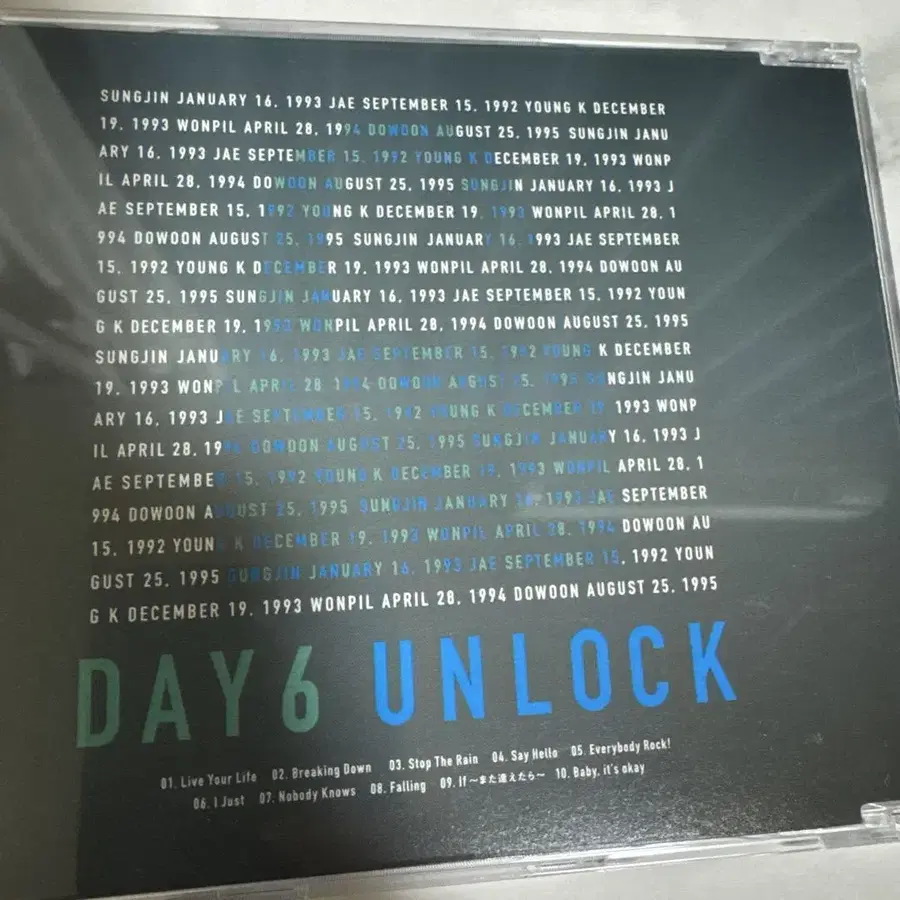 SUNGJIN JANUARY 16, 1993 JAE SEPTEMBER 15, 1992 YOUNG K DECEMBER
19, 1993 WONPIL APRIL 28, 1994 DOWOON AUGUST 25, 1995 SUNGJIN JANU
ARY 16, 1993 JAE SEPTEMBER 15, 1992 YOUNG K DECEMBER 19, 1993 WONP
IL APRIL 28, 1994 DOWOON AUGUST 25, 1995 SUNGJIN JANUARY 16, 1993 J
AE SEPTEMBER 15, 1992 YOUNG K DECEMBER 19, 1993 WONPIL APRIL 28, 1
994 DOWOON AUGUST 25, 1995 SUNGJIN JANUARY 16, 1993 JAE SEPTEMBER
15, 1992 YOUNG K DECEMBER 19, 1993 WONPIL APRIL 28, 1994 DOWOON AU
GUST 25, 1995 SUNGJIN JANUARY 16, 1993 JAE SEPTEMBER 15, 1992 YOUN
G K DECEMBER 19, 1993 WONPIL APRIL 28, 1994 DOWOON AUGUST 25, 1995
SUNGJIN JANUARY 16, 1993 JAE SEPTEMBER 15, 1992 YOUNG K DECEMBER
19, 1993 WONPIL APRIL 28, 1994 DOWOON AUGUST 25, 1995 SUNGJIN JANU
ARY 16, 1993 JAE SEPTEMBER 15, 1992 YOUNG K DECEMBER 19, 1993 WONP
IL APRIL 28, 1994 DOWOON AUGUST 25, 1995 SUNGJIN JANUARY 16, 1993 J
AE SEPTEMBER 15, 1992 YOUNG K DECEMBER 19, 1993 WONPIL APRIL 28, 1
994 DOWOON AUGUST 25, 1995 SUNGJIN JANUARY 16, 1993 JAE SEPTEMBER
15, 1992 YOUNG K DECEMBER 19, 1993 WONPIL APRIL 28, 1994 DOWOON AU
GUST 25, 1995 SUNGJIN JANUARY 16, 1993 JAE SEPTEMBER 15, 1992 YOUN
G K DECEMBER 19, 1993 WONPIL APRIL 28, 1994 DOWOON AUGUST 25, 1995
DAY6 UNLOCK
01. Live Your Life 02. Breaking Down 03. Stop The Rain 04. Say Hello 05. Everybody Rock!
06. I Just 07. Nobody Knows 08. Falling 09. If 〜また逢えたら〜 10. Baby, it's okay